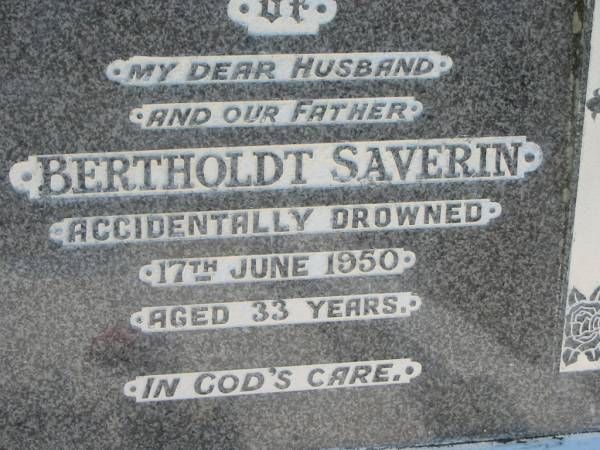 OF
MY DEAR HUSBAND
AND OUR FATHER
BERTHOLDT SAVERIN
ACCIDENTALLY DROWNED
17TH JUNE 1950
AGED 33 YEARS.
IN GOD'S CARE.